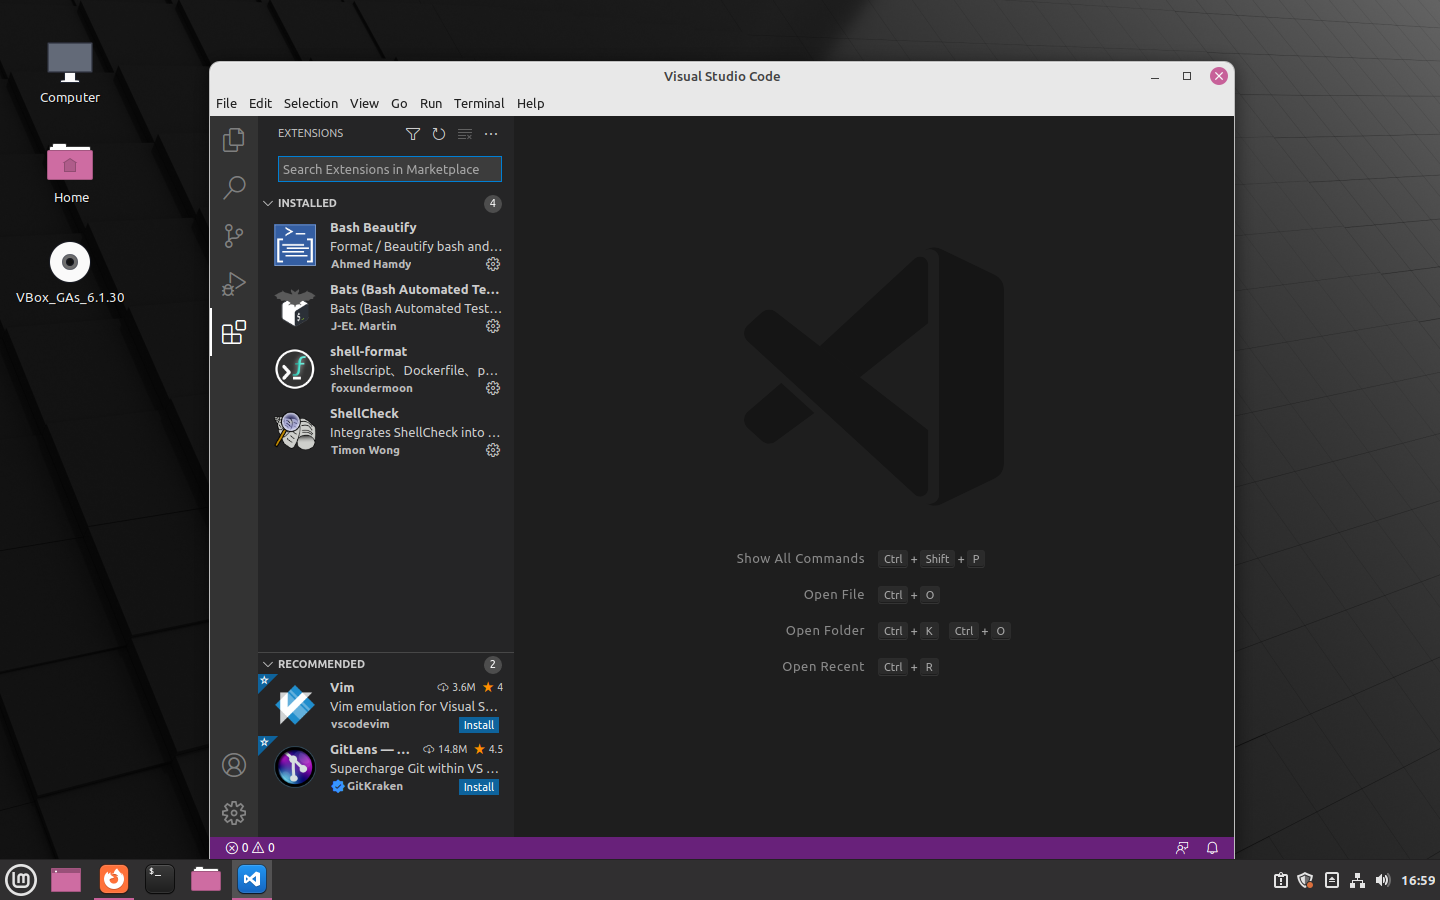 Computer
Home
VBox_GAs_6.1.30
Visual Studio Code
File Edit Selection View Go Run Terminal Help
EXTENSIONS
Search Extensions in Marketplace
INSTALLED 4
Bash Beautify
Format / Beautify bash and...
Ahmed Hamdy
Bats (Bash Automated Te...
Bats (Bash Automated Test...
J-Et. Martin
shell-format
shellscript、Dockerfile、p...
foxundermoon
ShellCheck
Integrates ShellCheck into ...
Timon Wong
RECOMMENDED 2
Vim 3.6M 4
Vim emulation for Visual S...
vscodevim Install
GitLens — ... 14.8M 4.5
Supercharge Git within VS ...
GitKraken Install
Show All Commands Ctrl + Shift + P
Open File Ctrl + O
Open Folder Ctrl + K Ctrl + O
Open Recent Ctrl + R
0 0
$_
16:59